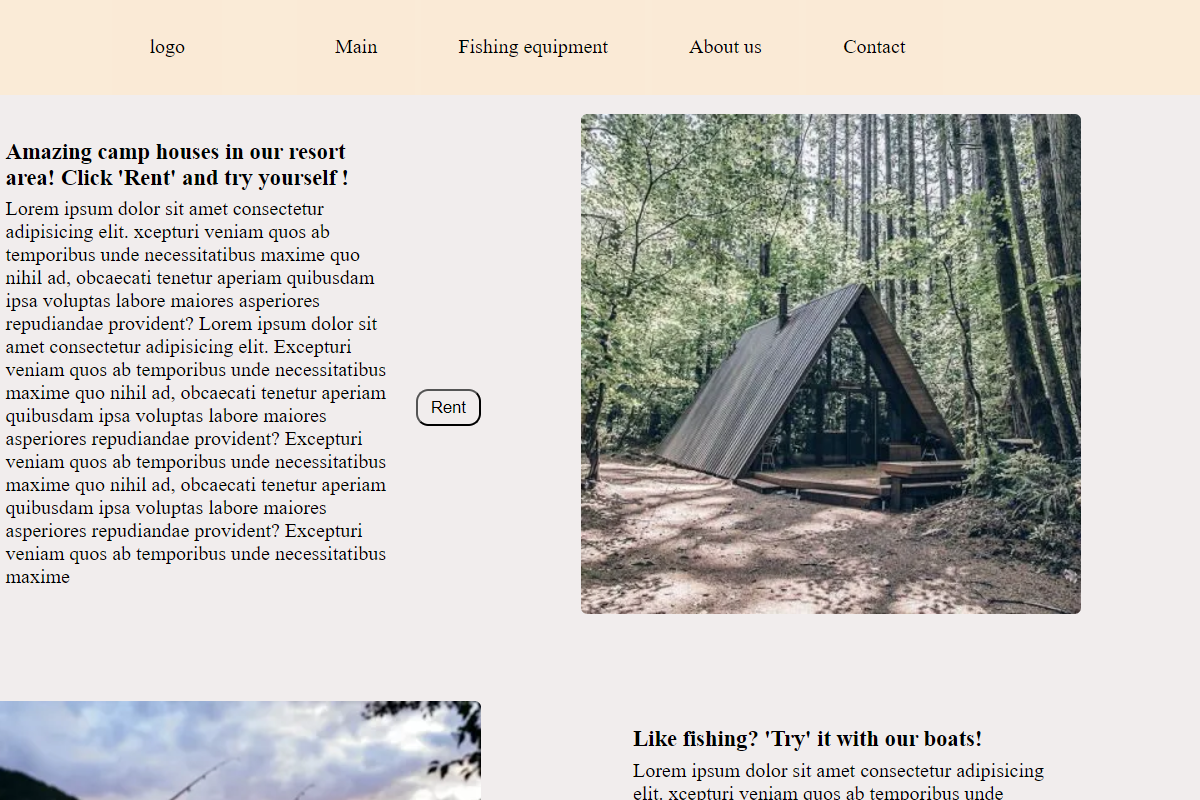 logo
Main
Fishing equipment
About us
Contact
Amazing camp houses in our resort
area! Click 'Rent' and try yourself !
Lorem ipsum dolor sit amet consectetur
adipisicing elit. xcepturi veniam quos ab
temporibus unde necessitatibus maxime quo
nihil ad, obcaecati tenetur aperiam quibusdam
ipsa voluptas labore maiores asperiores
repudiandae provident? Lorem ipsum dolor sit
amet consectetur adipisicing elit. Excepturi
veniam quos ab temporibus unde necessitatibus
maxime quo nihil ad, obcaecati tenetur aperiam
quibusdam ipsa voluptas labore maiores
asperiores repudiandae provident? Excepturi
veniam quos ab temporibus unde necessitatibus
maxime quo nihil ad, obcaecati tenetur aperiam
quibusdam ipsa voluptas labore maiores
asperiores repudiandae provident? Excepturi
veniam quos ab temporibus unde necessitatibus
maxime
Rent
Like fishing? 'Try' it with our boats!
Lorem ipsum dolor sit amet consectetur adipisicing
elit. xcepturi veniam quos ab temporibus unde